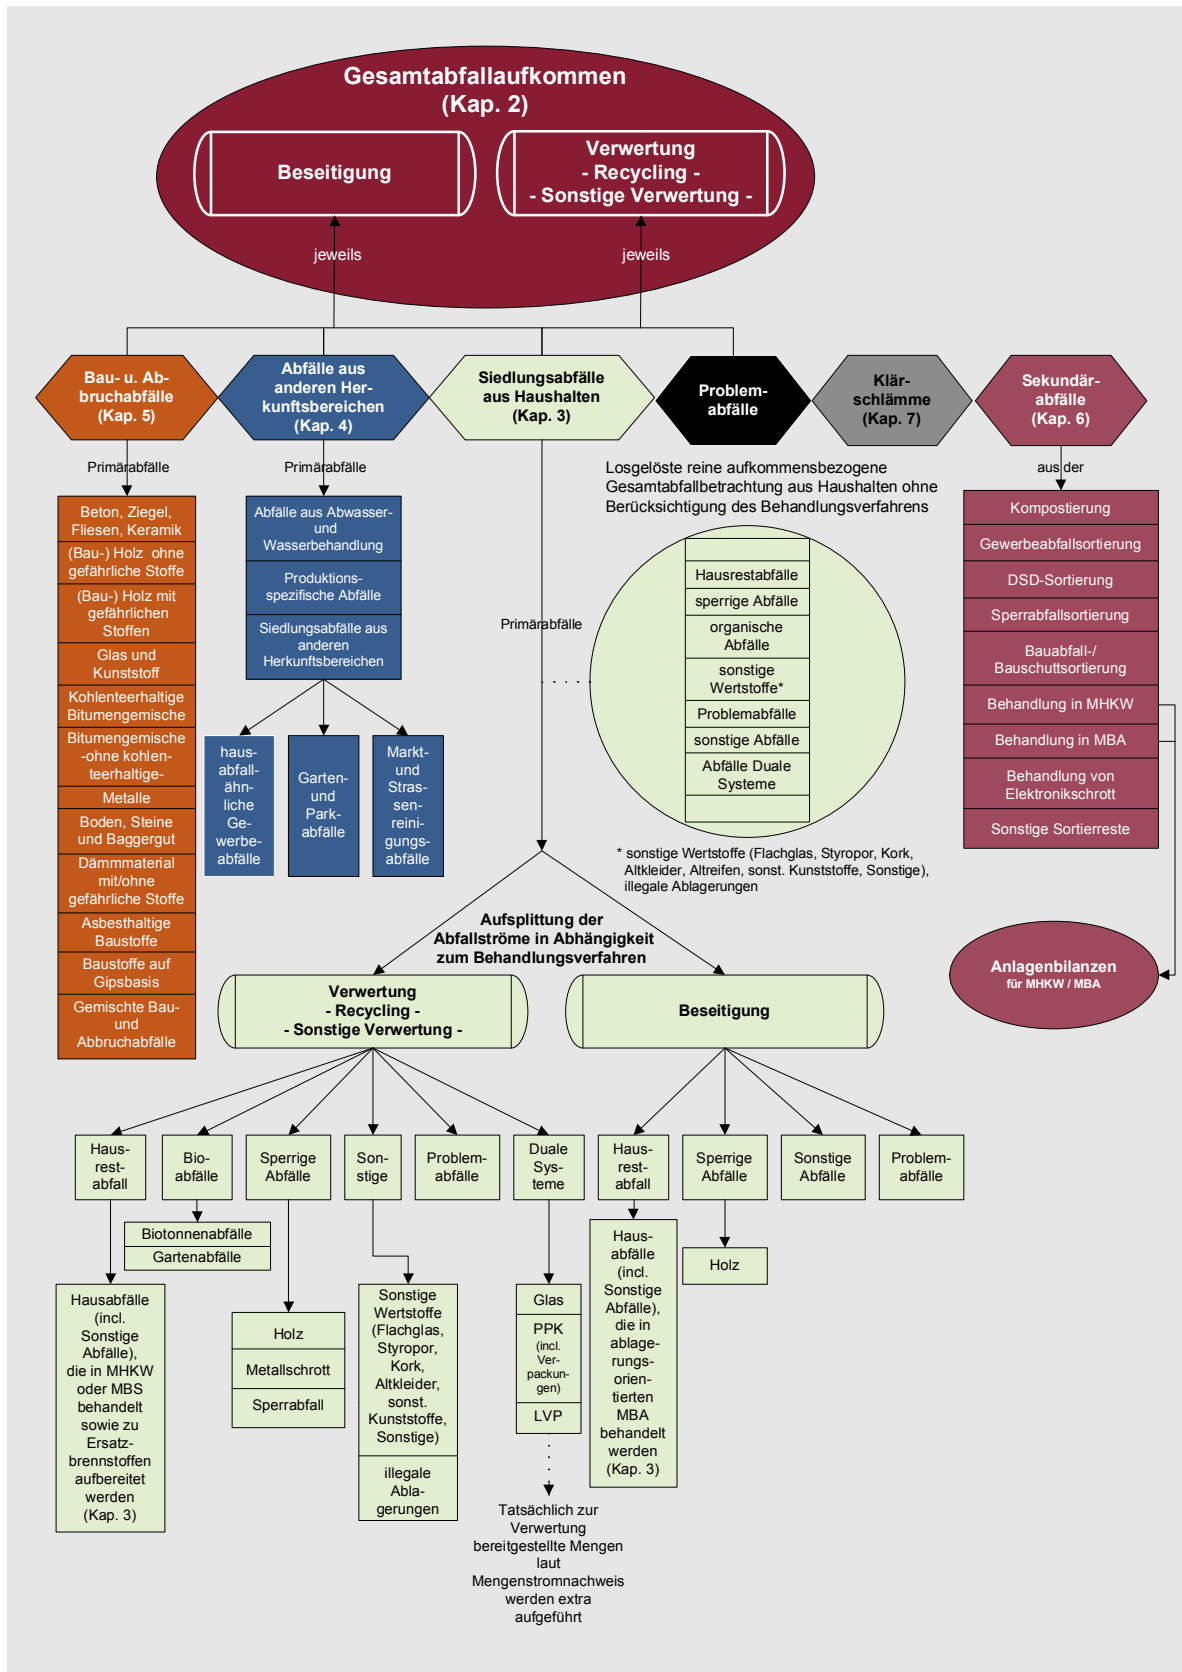 Gesamtabfallaufkommen
(Kap. 2)
Beseitigung
Verwertung
- Recycling -
- Sonstige Verwertung -
jeweils
jeweils
Bau- u. Ab-
bruchabfälle
(Kap. 5)
Abfälle aus
anderen Her-
kunftsbereichen
(Kap. 4)
Siedlungsabfälle
aus Haushalten
(Kap. 3)
Problem-
abfälle
Klär-
schlämme
(Kap. 7)
Sekundär-
abfälle
(Kap. 6)
Primärabfälle
Beton, Ziegel,
Fliesen, Keramik
(Bau-) Holz ohne
gefährliche Stoffe
(Bau-) Holz mit
gefährlichen
Stoffen
Glas und
Kunststoff
Kohlenteerhaltige
Bitumengemische
Bitumengemische
-ohne kohlen-
teerhaltige-
Metalle
Boden, Steine
und Baggergut
Dämmmaterial
mit/ohne
gefährliche Stoffe
Asbesthaltige
Baustoffe
Baustoffe auf
Gipsbasis
Gemischte Bau-
und
Abbruchabfälle
Primärabfälle
Abfälle aus Abwasser-
und
Wasserbehandlung
Produktions-
spezifische Abfälle
Siedlungsabfälle aus
anderen
Herkunftsbereichen
haus-
abfall-
ähn-
liche
Ge-
werbe-
abfälle
Garten-
und
Park-
abfälle
Markt-
und
Stras-
sen-
reini-
gungs-
abfälle
Primärabfälle
Losgelöste reine aufkommensbezogene
Gesamtabfallbetrachtung aus Haushalten ohne
Berücksichtigung des Behandlungsverfahrens
Hausrestabfälle
sperrige Abfälle
organische
Abfälle
sonstige
Wertstoffe*
Problemabfälle
sonstige Abfälle
Abfälle Duale
Systeme
* sonstige Wertstoffe (Flachglas, Styropor, Kork,
Altkleider, Altreifen, sonst. Kunststoffe, Sonstige),
illegale Ablagerungen
aus der
Kompostierung
Gewerbeabfallsortierung
DSD-Sortierung
Sperrabfallsortierung
Bauabfall-/
Bauschuttsortierung
Behandlung in MHKW
Behandlung in MBA
Behandlung von
Elektronikschrott
Sonstige Sortierreste
Anlagenbilanzen
für MHKW / MBA
Aufsplittung der
Abfallströme in Abhängigkeit
zum Behandlungsverfahren
Verwertung
- Recycling -
- Sonstige Verwertung -
Beseitigung
Haus-
rest-
abfall
Bio-
abfälle
Sperrige
Abfälle
Son-
stige
Problem-
abfälle
Duale
Sys-
teme
Haus-
rest-
abfall
Sperrige
Abfälle
Sonstige
Abfälle
Problem-
abfälle
Hausabfälle
(incl.
Sonstige
Abfälle),
die in MHKW
oder MBS
behandelt
sowie zu
Ersatz-
brennstoffen
aufbereitet
werden
(Kap. 3)
Biotonnenabfälle
Gartenabfälle
Holz
Metallschrott
Sperrabfall
Sonstige
Wertstoffe
(Flachglas,
Styropor,
Kork,
Altkleider,
sonst.
Kunststoffe,
Sonstige)
illegale
Abla-
gerungen
Glas
PPK
(incl.
Ver-
packun-
gen)
LVP
Tatsächlich zur
Verwertung
bereitgestellte Mengen
laut
Mengenstromnachweis
werden extra
aufgeführt
Haus-
abfälle
(incl.
Sonstige
Abfälle),
die in
ablage-
rungs-
orien-
tierten
MBA
behandelt
werden
(Kap. 3)
Holz